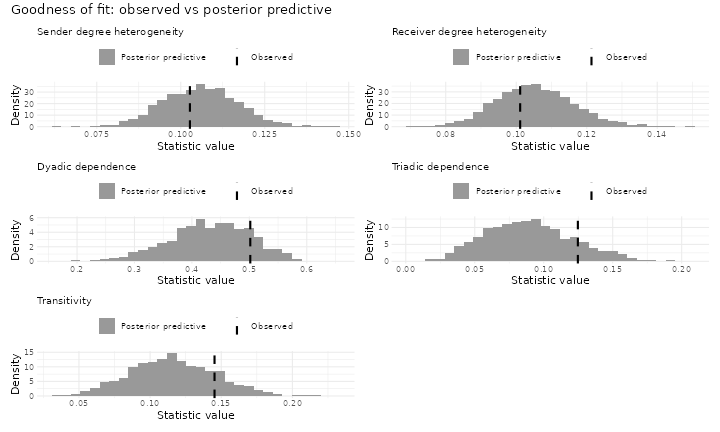 Goodness of fit: observed vs posterior predictive
Sender degree heterogeneity
Posterior predictive Observed
Density
30
20
10
0
0.075 0.100 0.125 0.150
Statistic value
Receiver degree heterogeneity
Posterior predictive Observed
Density
30
20
10
0
0.08 0.10 0.12 0.14
Statistic value
Dyadic dependence
Posterior predictive Observed
Density
6
4
2
0
0.2 0.3 0.4 0.5 0.6
Statistic value
Triadic dependence
Posterior predictive Observed
Density
10
5
0
0.00 0.05 0.10 0.15 0.20
Statistic value
Transitivity
Posterior predictive Observed
Density
15
10
5
0
0.05 0.10 0.15 0.20
Statistic value